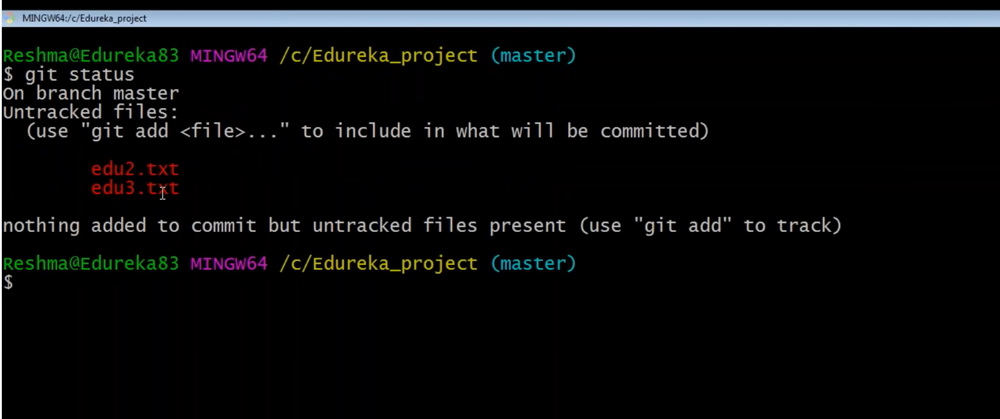 MINGW64:/c/Edureka_project
Reshma@Edureka83 MINGW64 /c/Edureka_project (master)
$ git status
On branch master
Untracked files:
(use "git add <file>..." to include in what will be committed)
edu2.txt
edu3.txt
nothing added to commit but untracked files present (use "git add" to track)
Reshma@Edureka83 MINGW64 /c/Edureka_project (master)
$